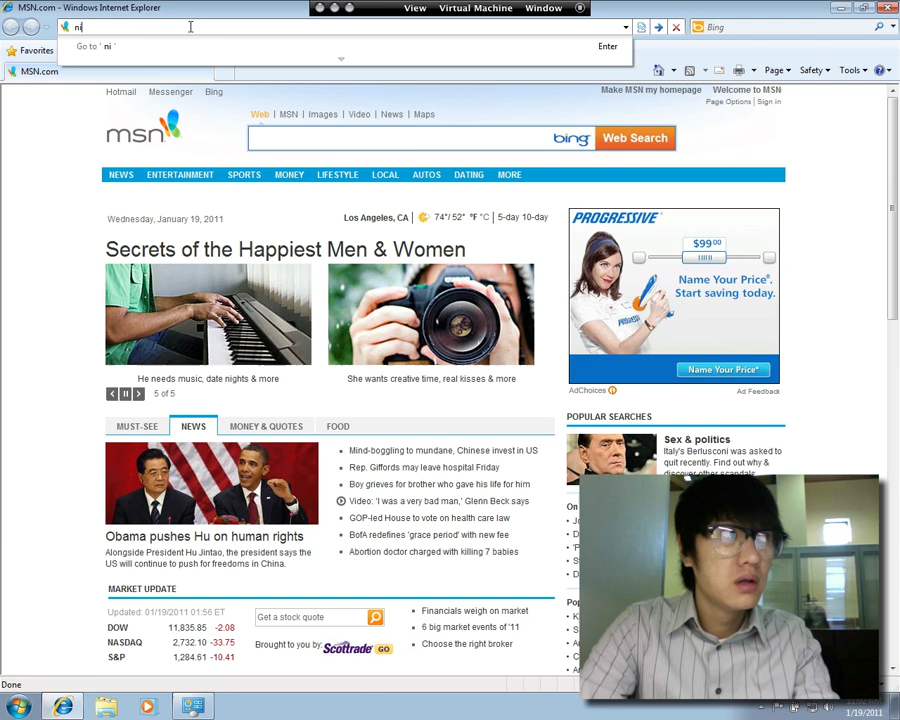 MSN.com - Windows Internet Explorer
View Virtual Machine Window
ni
Bing
Go to ' ni ' Enter
Favorites
MSN.com
Page Safety Tools
Hotmail Messenger Bing
Make MSN my homepage Welcome to MSN
Page Options | Sign in
msn
Web | MSN | Images | Video | News | Maps
bing Web Search
NEWS ENTERTAINMENT SPORTS MONEY LIFESTYLE LOCAL AUTOS DATING MORE
Wednesday, January 19, 2011
Los Angeles, CA 74°/ 52° °F °C 5-day 10-day
Secrets of the Happiest Men & Women
He needs music, date nights & more
She wants creative time, real kisses & more
5 of 5
PROGRESSIVE
$99.00
Name Your Price®.
Start saving today.
PROGRESSIVE
Name Your Price®
AdChoices
Ad Feedback
MUST-SEE NEWS MONEY & QUOTES FOOD
Obama pushes Hu on human rights
Alongside President Hu Jintao, the president says the
U.S. will continue to push for freedoms in China.
Mind-boggling to mundane, Chinese invest in US
Rep. Giffords may leave hospital Friday
Boy grieves for brother who gave his life for him
Video: 'I was a very bad man,' Glenn Beck says
GOP-led House to vote on health care law
BofA redefines 'grace period' with new fee
Abortion doctor charged with killing 7 babies
POPULAR SEARCHES
Sex & politics
Italy's Berlusconi was asked to
quit recently. Find out why &
discover other scandals
MARKET UPDATE
Updated: 01/19/2011 01:56 ET
DOW 11,835.85 -2.08
NASDAQ 2,732.10 -33.75
S&P 1,284.61 -10.41
Get a stock quote
Brought to you by: Scottrade GO
Financials weigh on market
6 big market events of '11
Choose the right broker
Done
1/19/2011